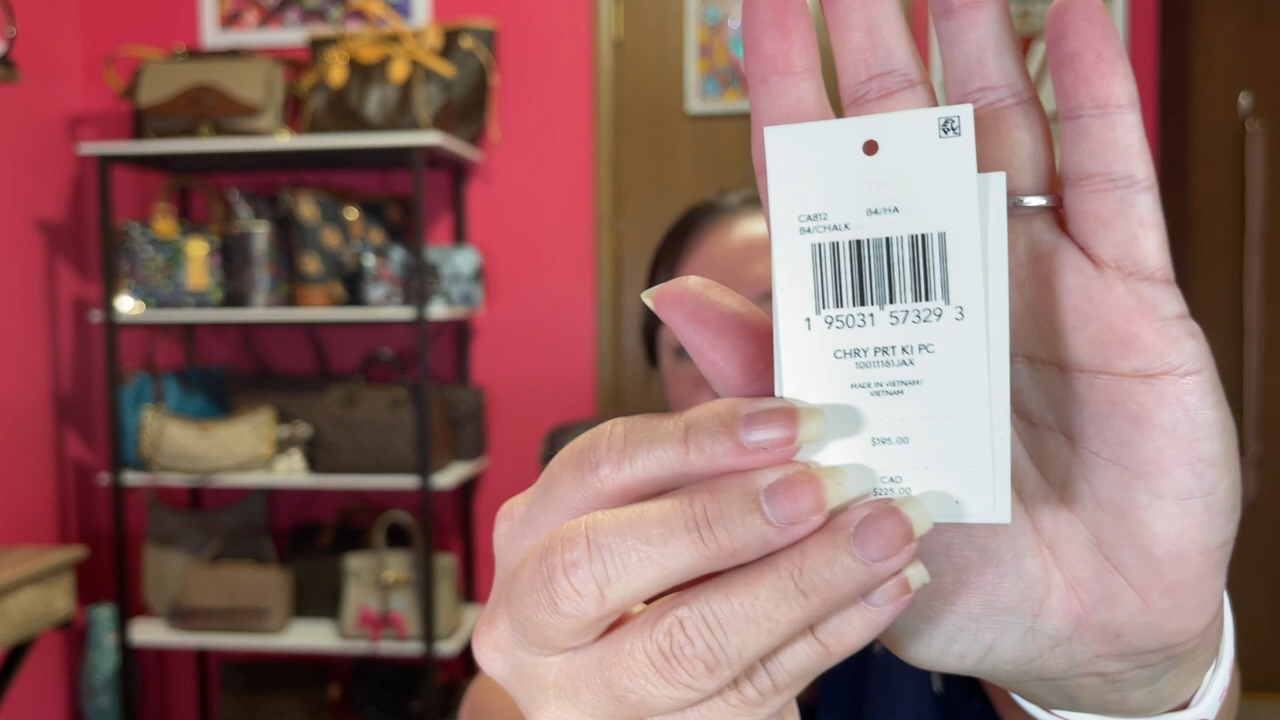 CA812 B4/HA
B4/CHALK
1 95031 57329 3
CHRY PRT KI PC
10011161JAX
MADE IN VIETNAM/
VIETNAM
$195.00
CAD
$225.00